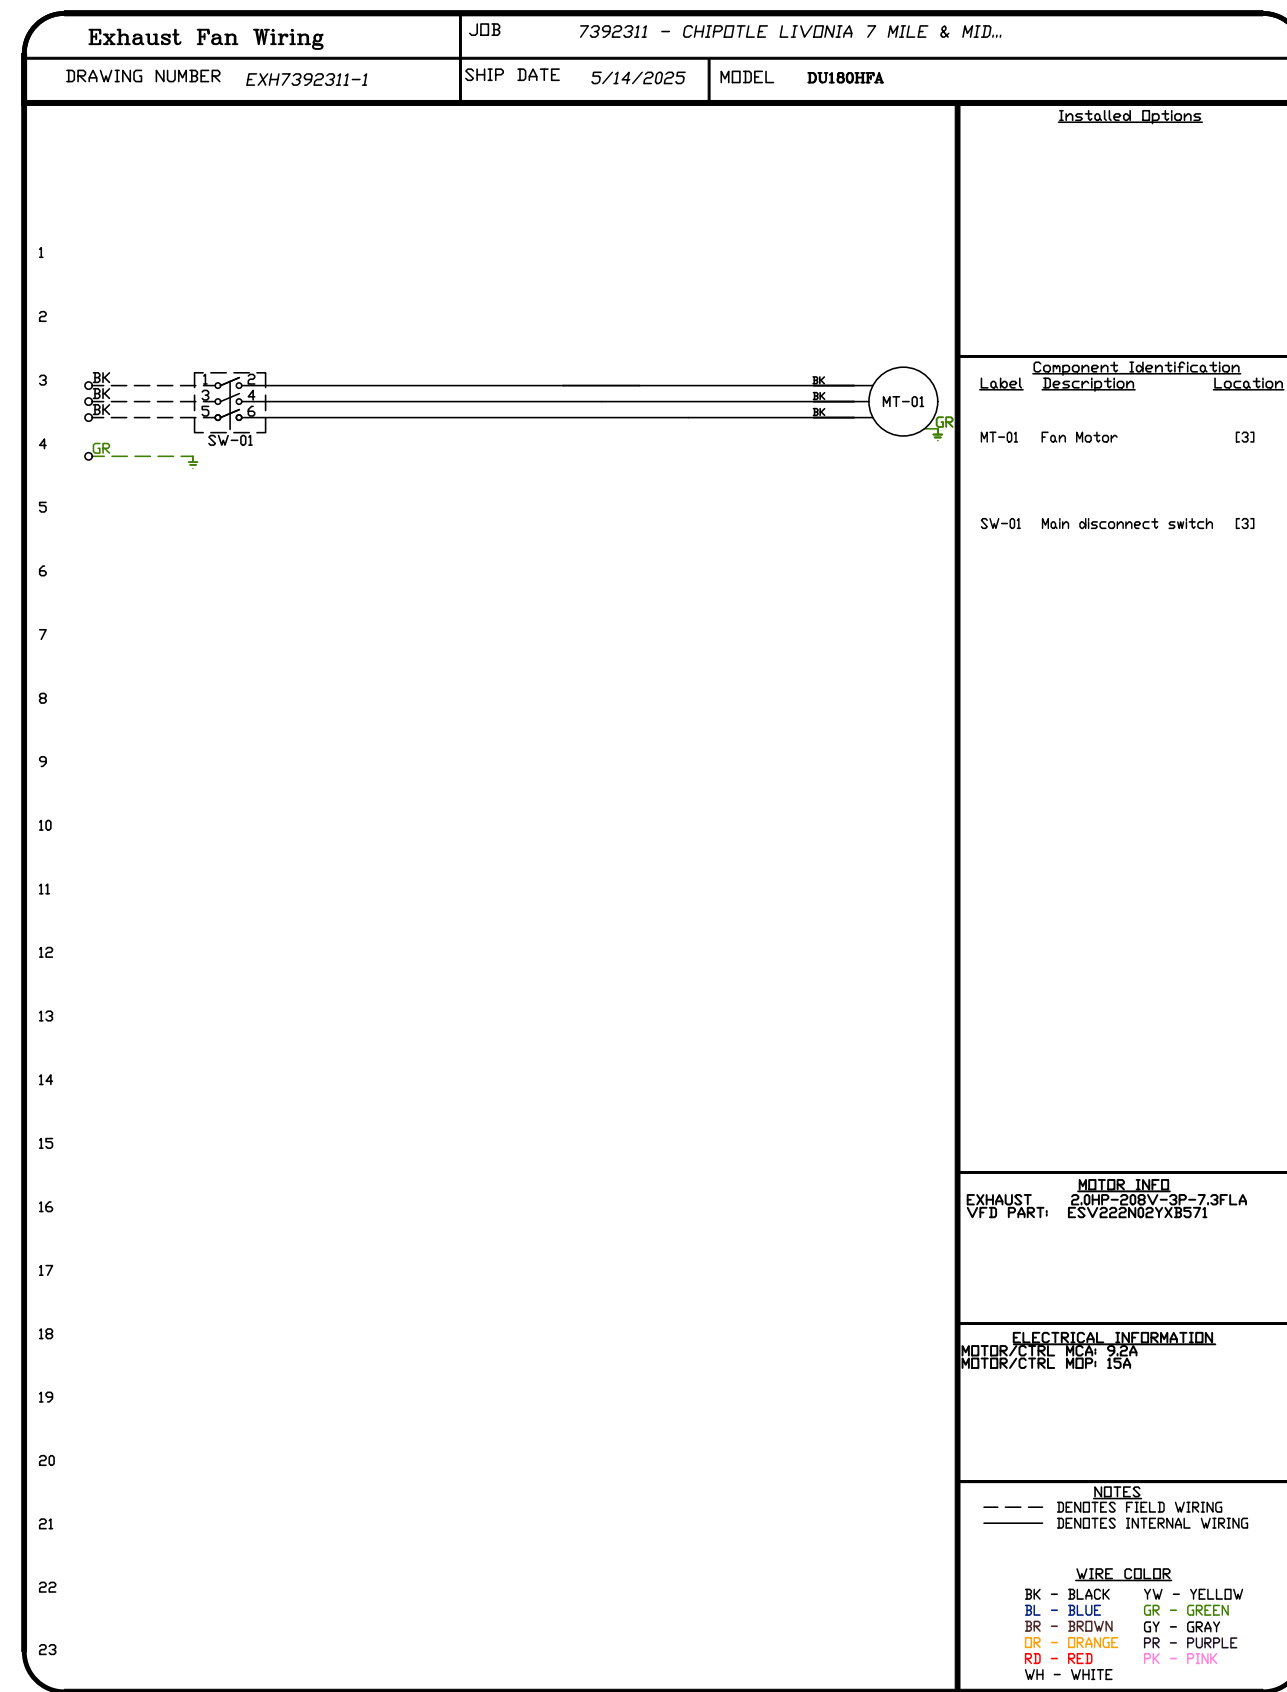 Exhaust Fan Wiring
JOB 7392311 - CHIPOTLE LIVONIA 7 MILE & MID...
DRAWING NUMBER EXH7392311-1
SHIP DATE 5/14/2025
MODEL DU180HFA
Installed Options
1
2
3
4
5
6
7
8
9
10
11
12
13
14
15
16
17
18
19
20
21
22
23
BK 1 2 BK
BK 3 4 BK
BK 5 6 BK
MT-01
GR
SW-01
GR
Component Identification
Label Description Location
MT-01 Fan Motor [3]
SW-01 Main disconnect switch [3]
MOTOR INFO
EXHAUST 2.0HP-208V-3P-7.3FLA
VFD PART: ESV222N02YXB571
ELECTRICAL INFORMATION
MOTOR/CTRL MCA: 9.2A
MOTOR/CTRL MOP: 15A
NOTES
DENOTES FIELD WIRING
DENOTES INTERNAL WIRING
WIRE COLOR
BK - BLACK YW - YELLOW
BL - BLUE GR - GREEN
BR - BROWN GY - GRAY
OR - ORANGE PR - PURPLE
RD - RED PK - PINK
WH - WHITE